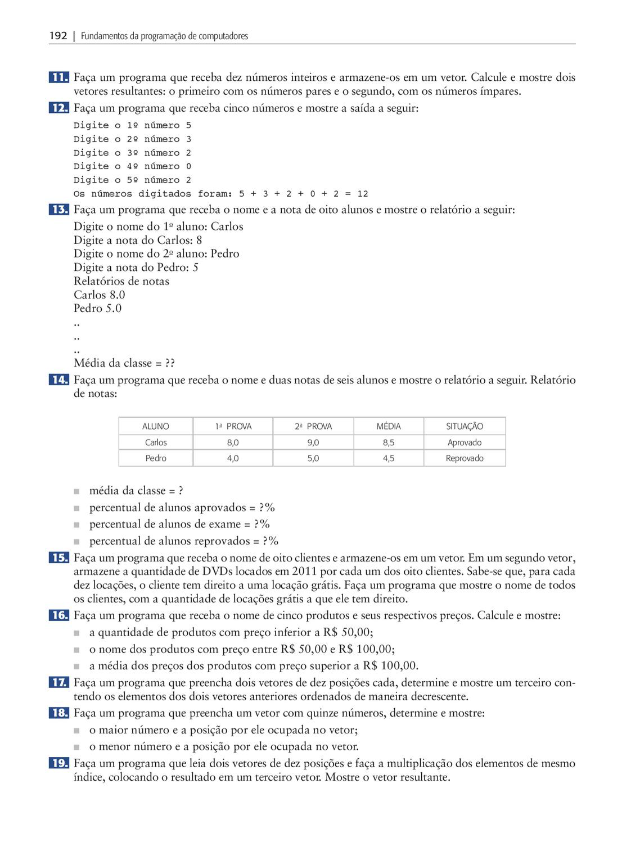 192 | Fundamentos da programação de computadores
11. Faça um programa que receba dez números inteiros e armazene-os em um vetor. Calcule e mostre dois
vetores resultantes: o primeiro com os números pares e o segundo, com os números ímpares.
12. Faça um programa que receba cinco números e mostre a saída a seguir:
Digite o 1º número 5
Digite o 2º número 3
Digite o 3º número 2
Digite o 4º número 0
Digite o 5º número 2
Os números digitados foram: 5 + 3 + 2 + 0 + 2 = 12
13. Faça um programa que receba o nome e a nota de oito alunos e mostre o relatório a seguir:
Digite o nome do 1º aluno: Carlos
Digite a nota do Carlos: 8
Digite o nome do 2º aluno: Pedro
Digite a nota do Pedro: 5
Relatórios de notas
Carlos 8.0
Pedro 5.0
..
..
..
Média da classe = ??
14. Faça um programa que receba o nome e duas notas de seis alunos e mostre o relatório a seguir. Relatório
de notas:
ALUNO 1ª PROVA 2ª PROVA MÉDIA SITUAÇÃO
Carlos 8,0 9,0 8,5 Aprovado
Pedro 4,0 5,0 4,5 Reprovado
■ média da classe = ?
■ percentual de alunos aprovados = ?%
■ percentual de alunos de exame = ?%
■ percentual de alunos reprovados = ?%
15. Faça um programa que receba o nome de oito clientes e armazene-os em um vetor. Em um segundo vetor,
armazene a quantidade de DVDs locados em 2011 por cada um dos oito clientes. Sabe-se que, para cada
dez locações, o cliente tem direito a uma locação grátis. Faça um programa que mostre o nome de todos
os clientes, com a quantidade de locações grátis a que ele tem direito.
16. Faça um programa que receba o nome de cinco produtos e seus respectivos preços. Calcule e mostre:
■ a quantidade de produtos com preço inferior a R$ 50,00;
■ o nome dos produtos com preço entre R$ 50,00 e R$ 100,00;
■ a média dos preços dos produtos com preço superior a R$ 100,00.
17. Faça um programa que preencha dois vetores de dez posições cada, determine e mostre um terceiro con-
tendo os elementos dos dois vetores anteriores ordenados de maneira decrescente.
18. Faça um programa que preencha um vetor com quinze números, determine e mostre:
■ o maior número e a posição por ele ocupada no vetor;
■ o menor número e a posição por ele ocupada no vetor.
19. Faça um programa que leia dois vetores de dez posições e faça a multiplicação dos elementos de mesmo
índice, colocando o resultado em um terceiro vetor. Mostre o vetor resultante.